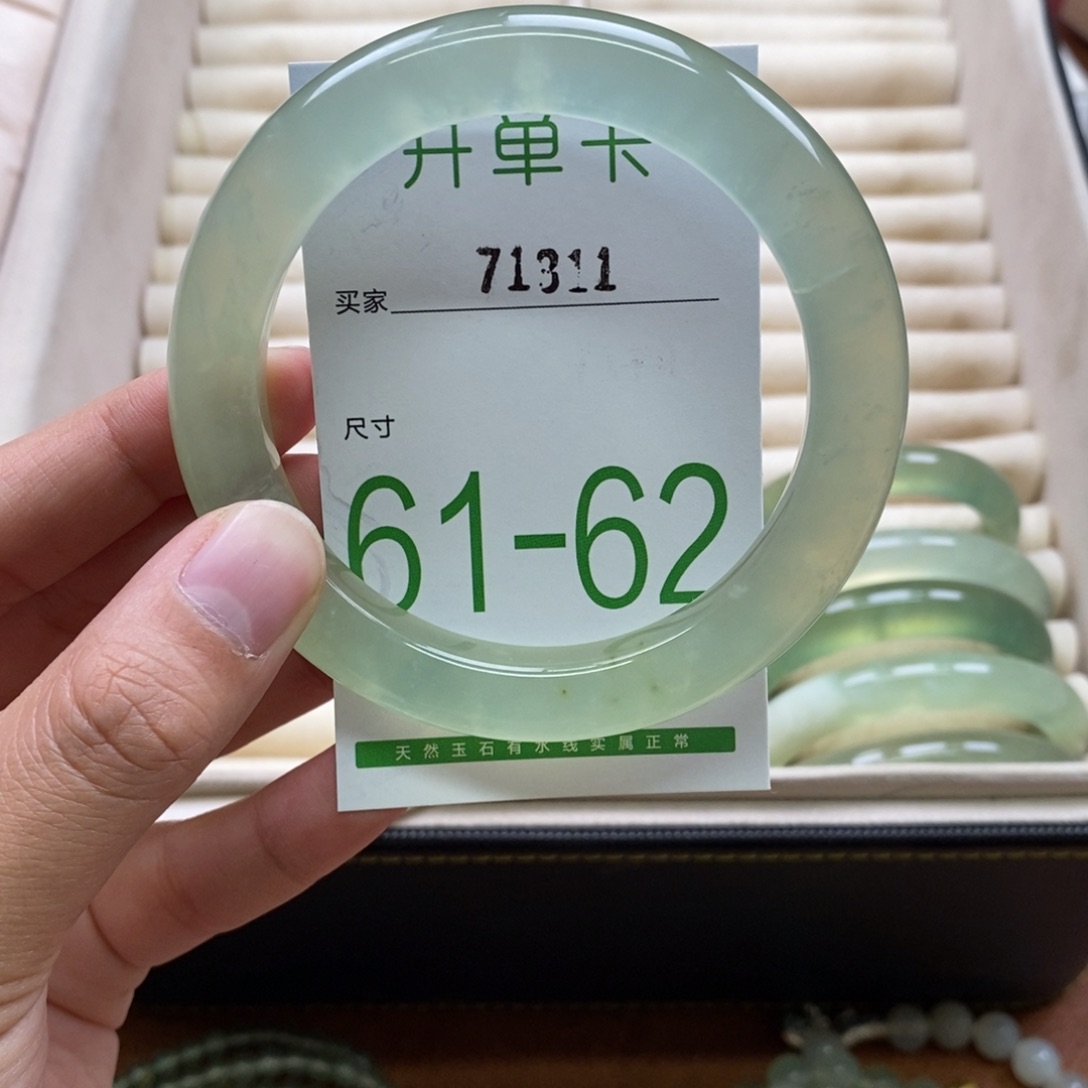 开单卡
买家 71311
尺寸
61-62
天然玉石有水线实属正常